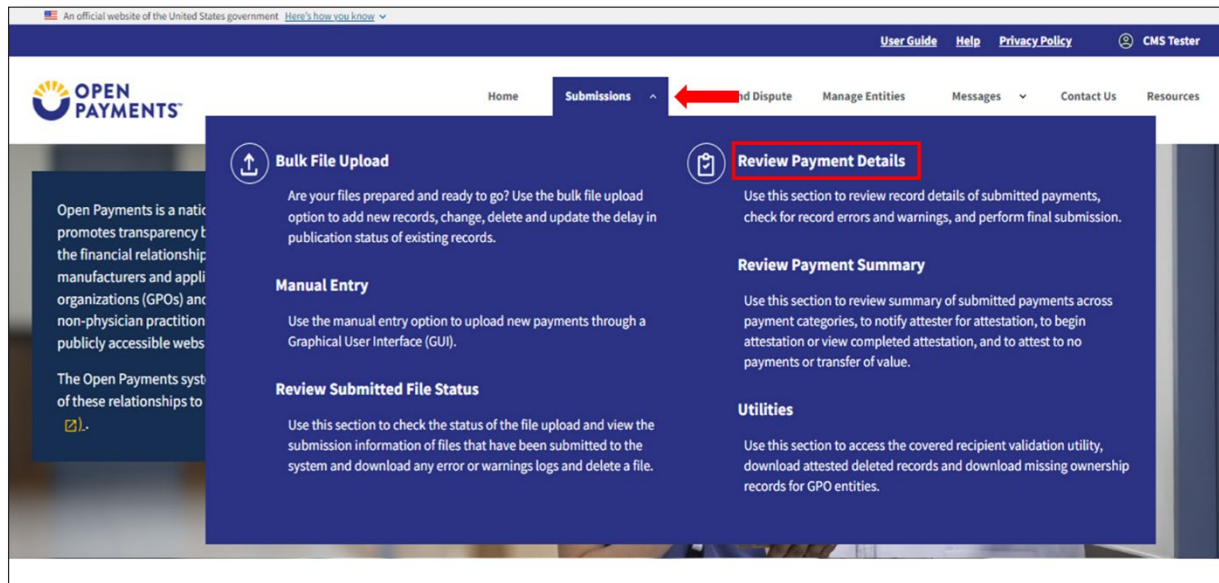 An official website of the United States government Here's how you know
User Guide Help Privacy Policy CMS Tester
OPEN
PAYMENTS™
Home Submissions nd Dispute Manage Entities Messages Contact Us Resources
Open Payments is a natio
promotes transparency b
the financial relationship
manufacturers and appli
organizations (GPOs) and
non-physician practition
publicly accessible webs
The Open Payments syst
of these relationships to
).
Bulk File Upload
Are your files prepared and ready to go? Use the bulk file upload
option to add new records, change, delete and update the delay in
publication status of existing records.
Manual Entry
Use the manual entry option to upload new payments through a
Graphical User Interface (GUI).
Review Submitted File Status
Use this section to check the status of the file upload and view the
submission information of files that have been submitted to the
system and download any error or warnings logs and delete a file.
Review Payment Details
Use this section to review record details of submitted payments,
check for record errors and warnings, and perform final submission.
Review Payment Summary
Use this section to review summary of submitted payments across
payment categories, to notify attester for attestation, to begin
attestation or view completed attestation, and to attest to no
payments or transfer of value.
Utilities
Use this section to access the covered recipient validation utility,
download attested deleted records and download missing ownership
records for GPO entities.